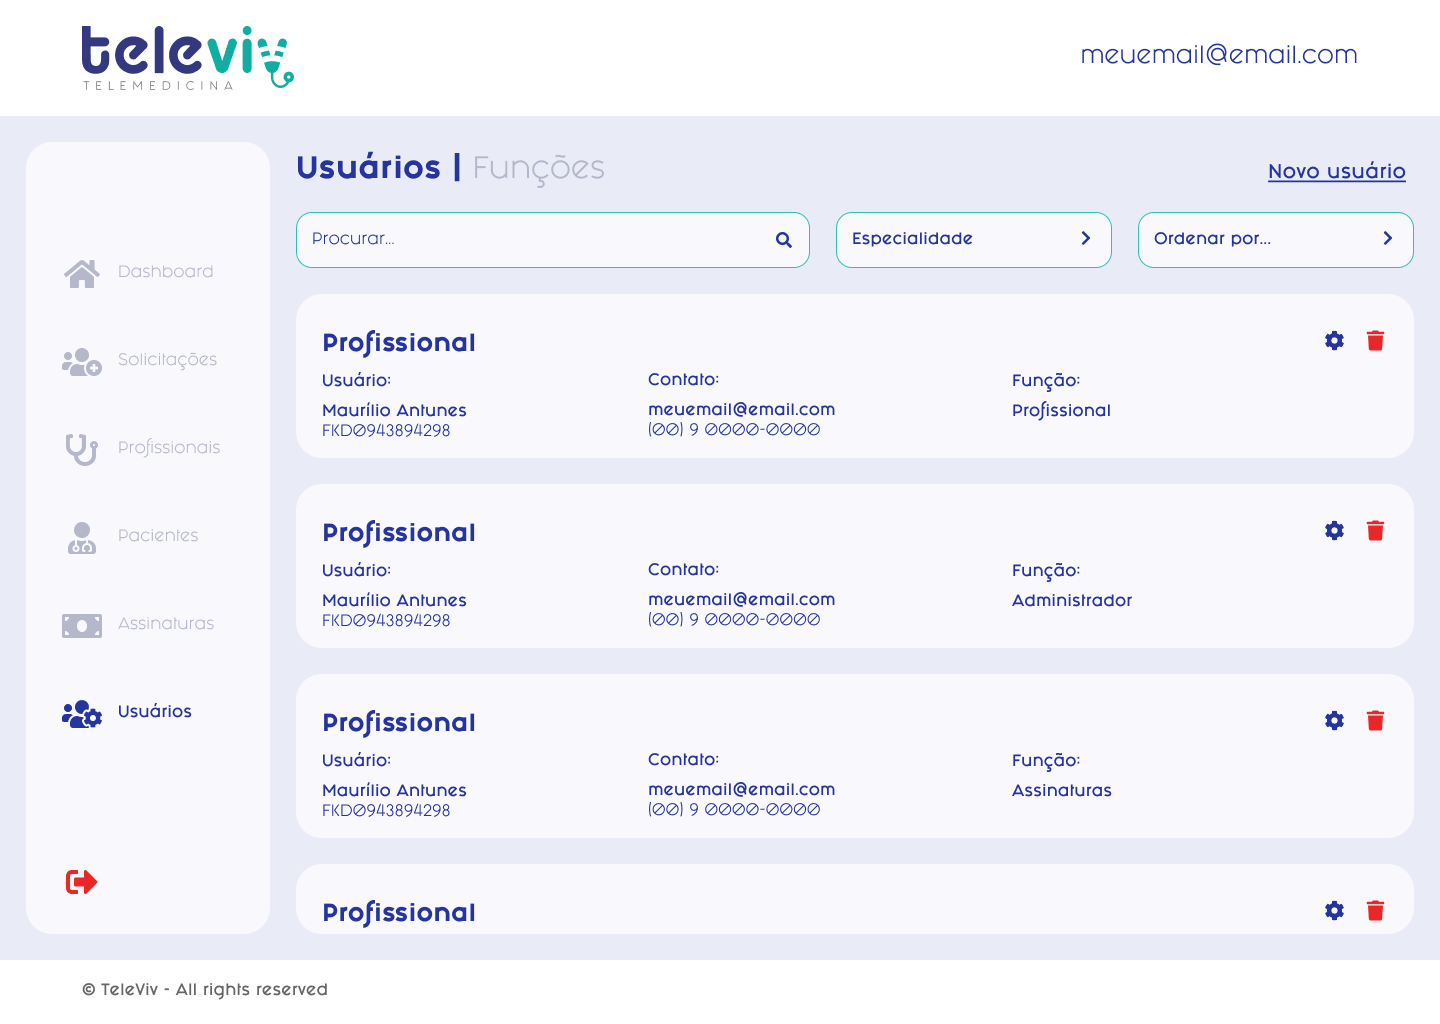 televiv
TELEMEDICINA
meuemail@email.com
Usuários | Funções
Novo usuário
Procurar...
Especialidade
Ordenar por...
Dashboard
Solicitações
Profissionais
Pacientes
Assinaturas
Usuários
Profissional
Usuário:
Maurílio Antunes
FKD0943894298
Contato:
meuemail@email.com
(00) 9 0000-0000
Função:
Profissional
Profissional
Usuário:
Maurílio Antunes
FKD0943894298
Contato:
meuemail@email.com
(00) 9 0000-0000
Função:
Administrador
Profissional
Usuário:
Maurílio Antunes
FKD0943894298
Contato:
meuemail@email.com
(00) 9 0000-0000
Função:
Assinaturas
Profissional
© TeleViv - All rights reserved